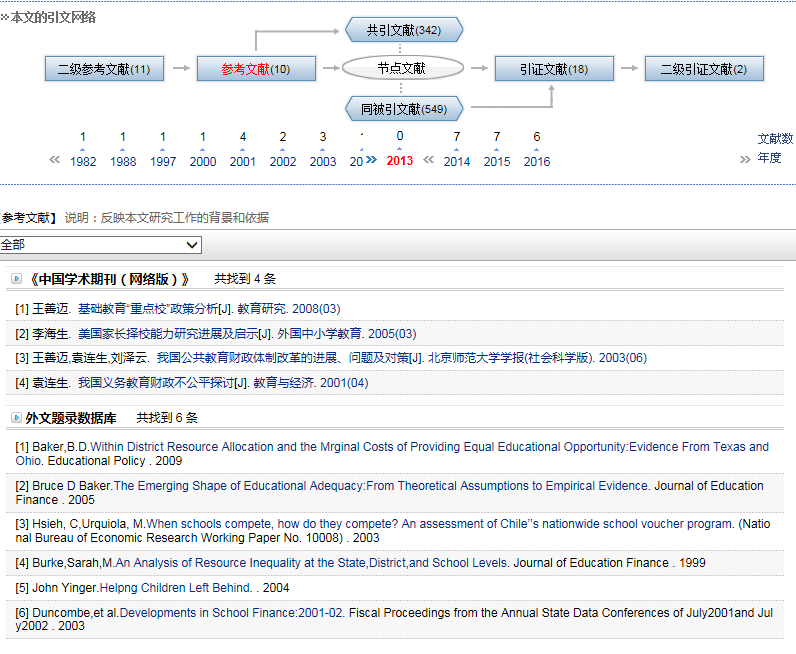 本文的引文网络
共引文献(342)
二级参考文献(11) 参考文献(10) 节点文献 引证文献(18) 二级引证文献(2)
同被引文献(549)
1 1 1 1 4 2 3 0 7 7 6 文献数
1982 1988 1997 2000 2001 2002 2003 20 2013 2014 2015 2016 年度
参考文献】 说明：反映本文研究工作的背景和依据
全部
《中国学术期刊（网络版）》 共找到 4 条
[1] 王善迈. 基础教育“重点校”政策分析[J]. 教育研究. 2008(03)
[2] 李海生. 美国家长择校能力研究进展及启示[J]. 外国中小学教育. 2005(03)
[3] 王善迈,袁连生,刘泽云. 我国公共教育财政体制改革的进展、问题及对策[J]. 北京师范大学学报(社会科学版). 2003(06)
[4] 袁连生. 我国义务教育财政不公平探讨[J]. 教育与经济. 2001(04)
外文题录数据库 共找到 6 条
[1] Baker,B.D.Within District Resource Allocation and the Mrginal Costs of Providing Equal Educational Opportunity:Evidence From Texas and
Ohio. Educational Policy . 2009
[2] Bruce D Baker.The Emerging Shape of Educational Adequacy:From Theoretical Assumptions to Empirical Evidence. Journal of Education
Finance . 2005
[3] Hsieh, C,Urquiola, M.When schools compete, how do they compete? An assessment of Chile''s nationwide school voucher program. (Natio
nal Bureau of Economic Research Working Paper No. 10008) . 2003
[4] Burke,Sarah,M.An Analysis of Resource Inequality at the State,District,and School Levels. Journal of Education Finance . 1999
[5] John Yinger.Helpng Children Left Behind. . 2004
[6] Duncombe,et al.Developments in School Finance:2001-02. Fiscal Proceedings from the Annual State Data Conferences of July2001and Jul
y2002 . 2003